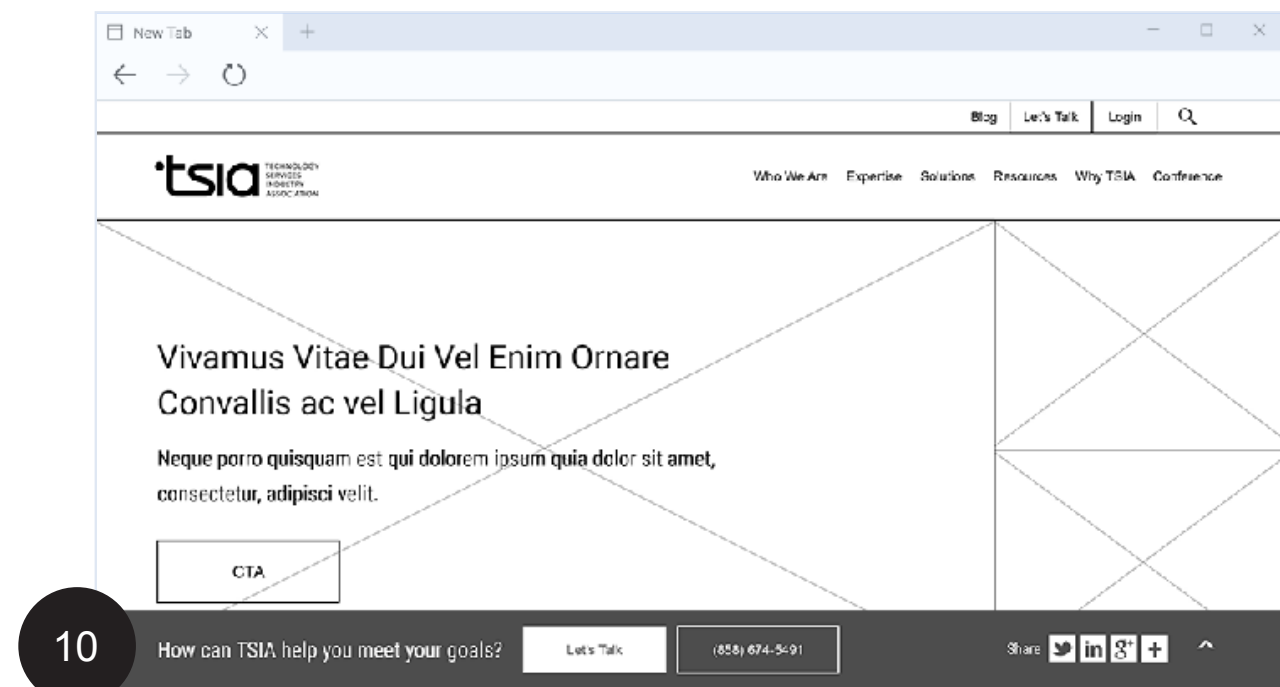 New Tab
Blog Let's Talk Login
tsia TECHNOLOGY
SERVICES
INDUSTRY
ASSOCIATION
Who We Are Expertise Solutions Resources Why TSIA Conference
Vivamus Vitae Dui Vel Enim Ornare
Convallis ac vel Ligula
Neque porro quisquam est qui dolorem ipsum quia dolor sit amet,
consectetur, adipisci velit.
CTA
10
How can TSIA help you meet your goals? Let's Talk (858) 674-5491 Share in g+ +